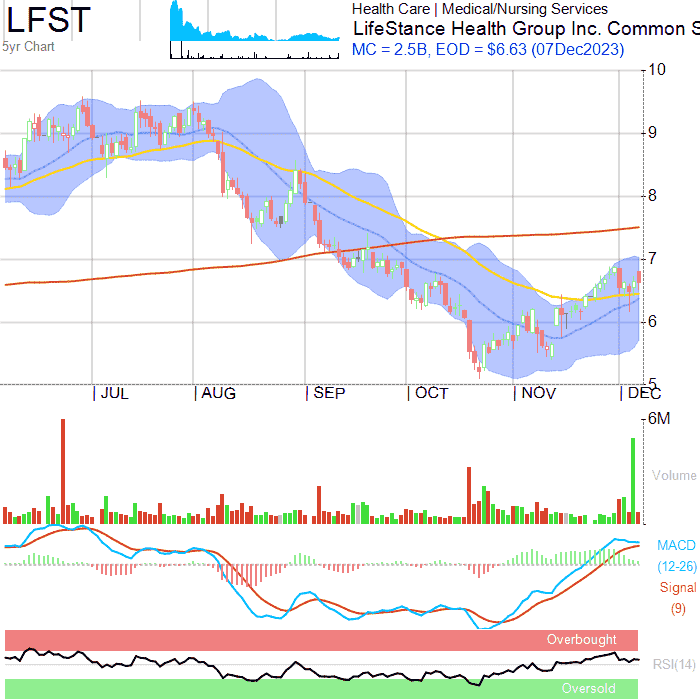 LFST
5yr Chart
Health Care | Medical/Nursing Services
LifeStance Health Group Inc. Common S
MC = 2.5B, EOD = $6.63 (07Dec2023)
10
9
8
7
6
5
JUL AUG SEP OCT NOV DEC
6M
Volume
MACD
(12-26)
Signal
(9)
Overbought
RSI(14)
Oversold